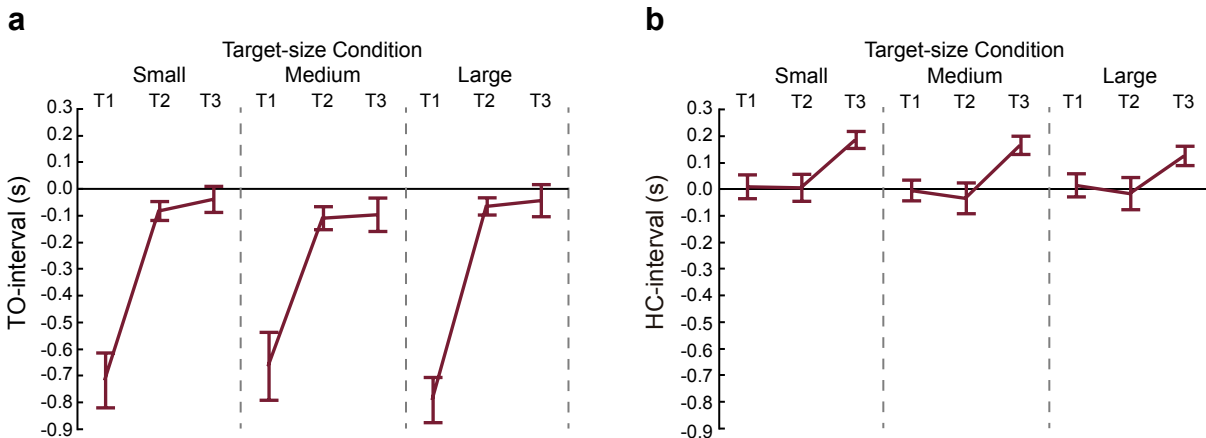 a
Target-size Condition
Small Medium Large
T1 T2 T3 T1 T2 T3 T1 T2 T3
0.3
0.2
0.1
0.0
-0.1
-0.2
-0.3
-0.4
-0.5
-0.6
-0.7
-0.8
-0.9
TO-interval (s)
b
Target-size Condition
Small Medium Large
T1 T2 T3 T1 T2 T3 T1 T2 T3
0.3
0.2
0.1
0.0
-0.1
-0.2
-0.3
-0.4
-0.5
-0.6
-0.7
-0.8
-0.9
HC-interval (s)